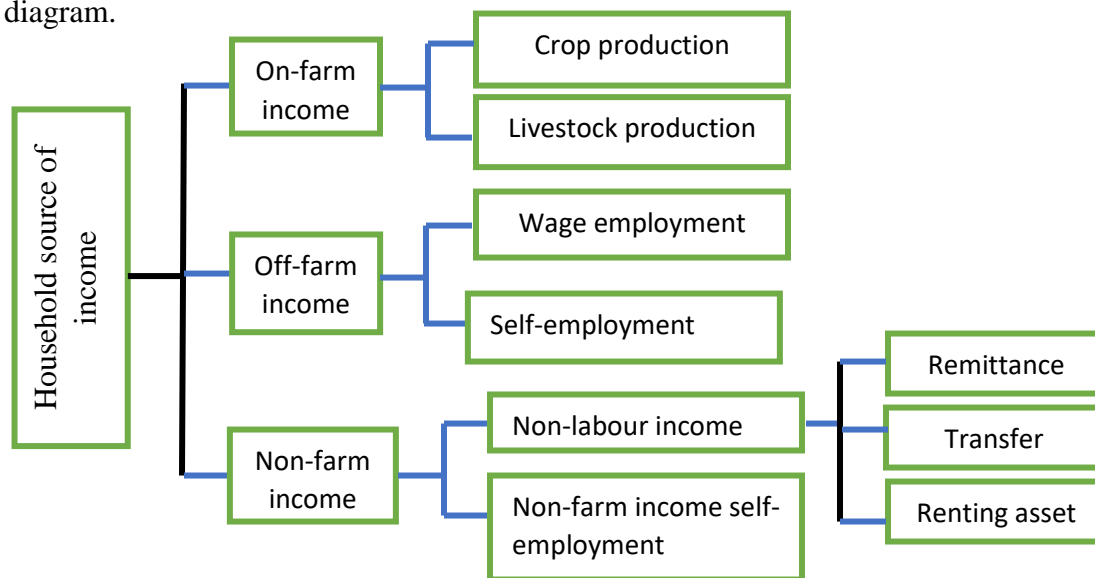 diagram.
Household source of
income
On-farm
income
Crop production
Livestock production
Off-farm
income
Wage employment
Self-employment
Non-farm
income
Non-labour income
Remittance
Transfer
Renting asset
Non-farm income self-
employment